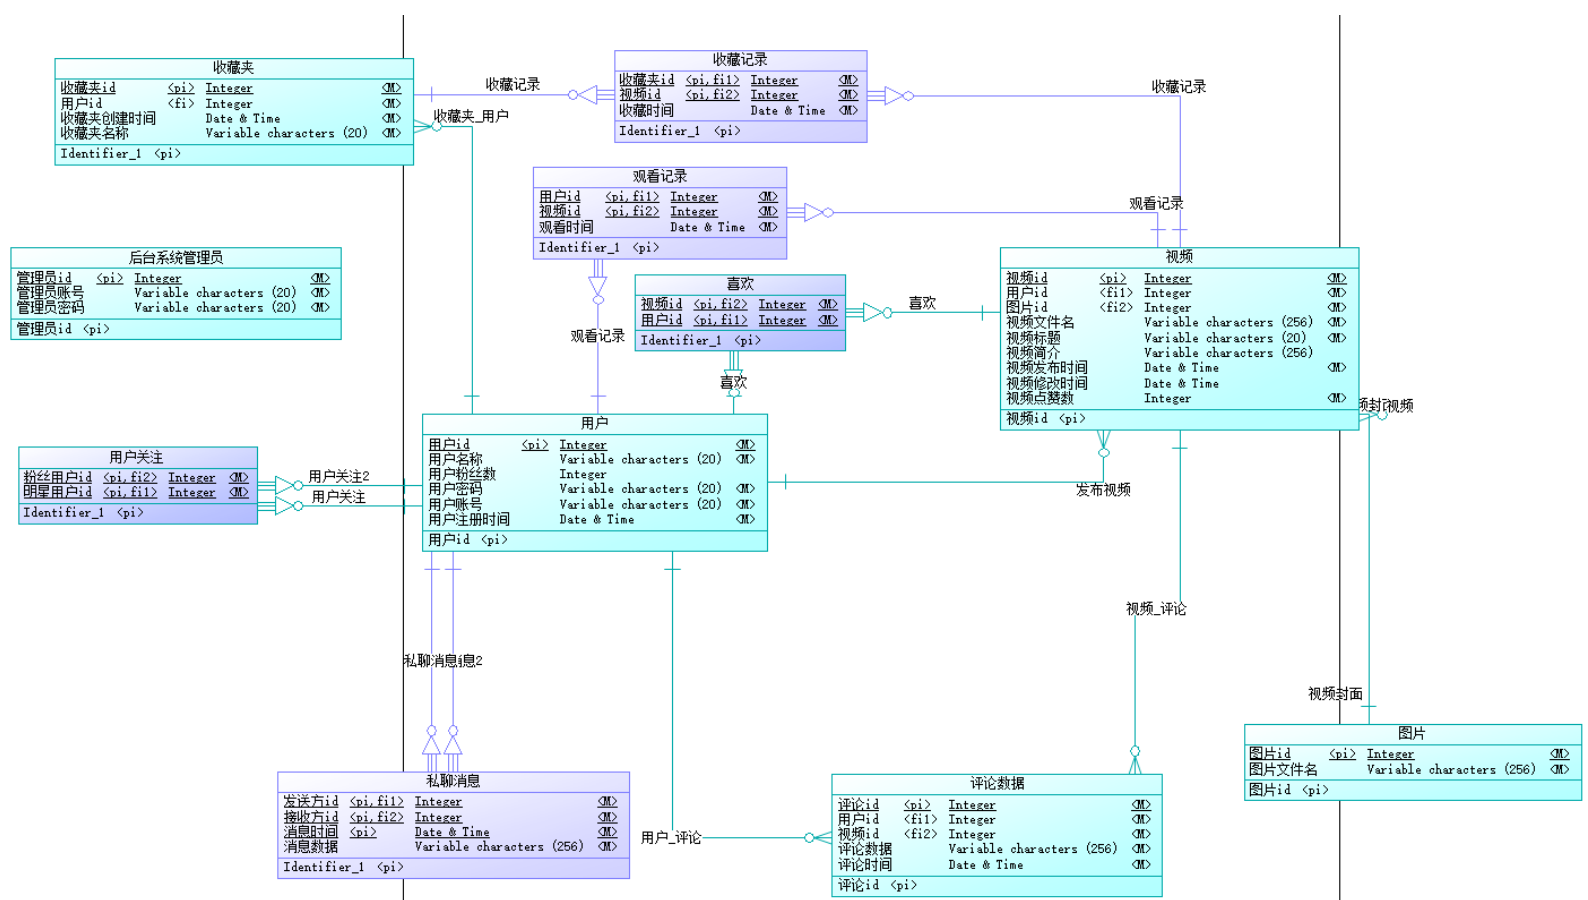 收藏夹
收藏夹id <pi> Integer <M>
用户id <fi> Integer <M>
收藏夹创建时间 Date & Time <M>
收藏夹名称 Variable characters (20) <M>
Identifier_1 <pi>
收藏记录
收藏夹_用户
收藏记录
收藏夹id <pi,fi1> Integer <M>
视频id <pi,fi2> Integer <M>
收藏时间 Date & Time <M>
Identifier_1 <pi>
收藏记录
观看记录
用户id <pi,fi1> Integer <M>
视频id <pi,fi2> Integer <M>
观看时间 Date & Time <M>
Identifier_1 <pi>
观看记录
后台系统管理员
管理员id <pi> Integer <M>
管理员账号 Variable characters (20) <M>
管理员密码 Variable characters (20) <M>
管理员id <pi>
观看记录
喜欢
视频id <pi,fi2> Integer <M>
用户id <pi,fi1> Integer <M>
Identifier_1 <pi>
喜欢
喜欢
视频
视频id <pi> Integer <M>
用户id <fi1> Integer <M>
图片id <fi2> Integer <M>
视频文件名 Variable characters (256) <M>
视频标题 Variable characters (20) <M>
视频简介 Variable characters (256)
视频发布时间 Date & Time <M>
视频修改时间 Date & Time
视频点赞数 Integer <M>
视频id <pi>
视频
用户
用户id <pi> Integer <M>
用户名称 Variable characters (20) <M>
用户粉丝数 Integer
用户密码 Variable characters (20) <M>
用户账号 Variable characters (20) <M>
用户注册时间 Date & Time <M>
用户id <pi>
用户关注
粉丝用户id <pi,fi2> Integer <M>
明星用户id <pi,fi1> Integer <M>
Identifier_1 <pi>
用户关注2
用户关注
发布视频
视频_评论
私聊消息息2
视频封面
图片
图片id <pi> Integer <M>
图片文件名 Variable characters (256) <M>
图片id <pi>
私聊消息
发送方id <pi,fi1> Integer <M>
接收方id <pi,fi2> Integer <M>
消息时间 <pi> Date & Time <M>
消息数据 Variable characters (256) <M>
Identifier_1 <pi>
用户_评论
评论数据
评论id <pi> Integer <M>
用户id <fi1> Integer <M>
视频id <fi2> Integer <M>
评论数据 Variable characters (256) <M>
评论时间 Date & Time <M>
评论id <pi>